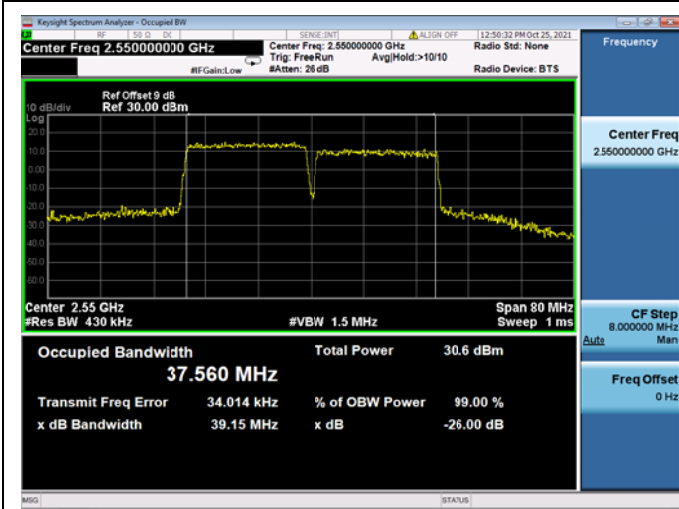 Keysight Spectrum Analyzer - Occupied BW
RF 50 Ω DC SENSE:INT ALIGN OFF 12:50:32 PM Oct 25, 2021
Center Freq 2.550000000 GHz Center Freq: 2.550000000 GHz Radio Std: None
Trig: FreeRun Avg|Hold:>10/10
#IFGain:Low #Atten: 26 dB Radio Device: BTS
Frequency
Ref Offset 9 dB
10 dB/div Ref 30.00 dBm
Log
20.0
10.0
0.00
-10.0
-20.0
-30.0
-40.0
-50.0
-60.0
Center 2.55 GHz Span 80 MHz
#Res BW 430 kHz #VBW 1.5 MHz Sweep 1 ms
Occupied Bandwidth Total Power 30.6 dBm
37.560 MHz
Transmit Freq Error 34.014 kHz % of OBW Power 99.00 %
x dB Bandwidth 39.15 MHz x dB -26.00 dB
Center Freq
2.550000000 GHz
CF Step
8.000000 MHz
Auto Man
Freq Offset
0 Hz
MSG STATUS